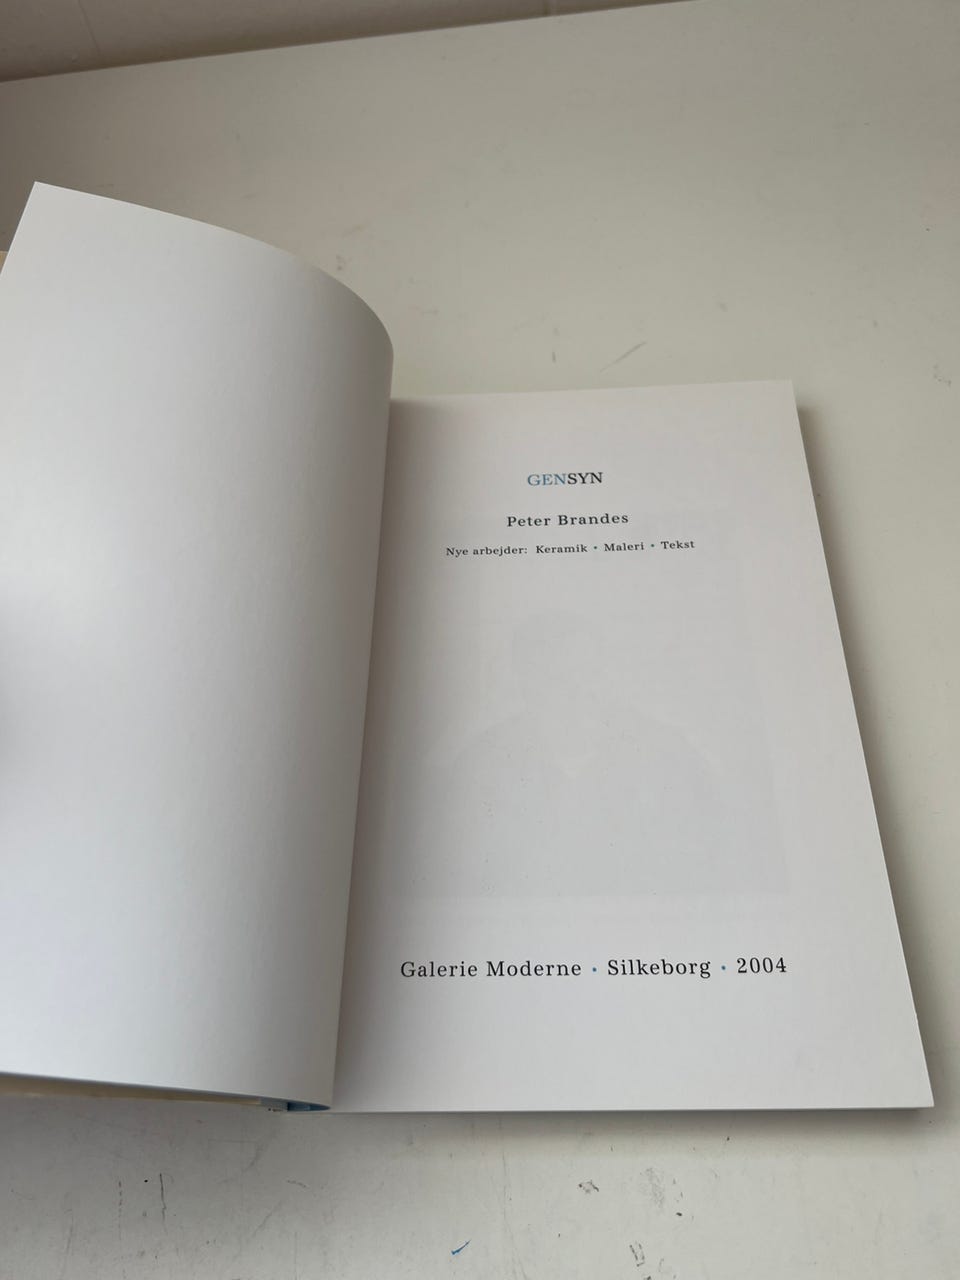 GENSYN
Peter Brandes
Nye arbejder: Keramik • Maleri • Tekst
Galerie Moderne • Silkeborg • 2004